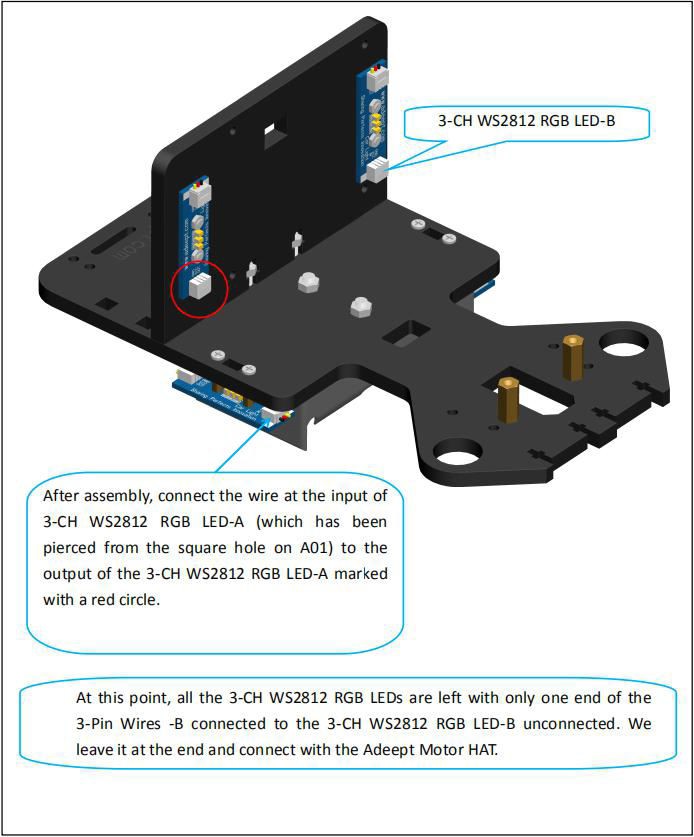 3-CH WS2812 RGB LED-B
After assembly, connect the wire at the input of
3-CH WS2812 RGB LED-A (which has been
pierced from the square hole on A01) to the
output of the 3-CH WS2812 RGB LED-A marked
with a red circle.
At this point, all the 3-CH WS2812 RGB LEDs are left with only one end of the
3-Pin Wires -B connected to the 3-CH WS2812 RGB LED-B unconnected. We
leave it at the end and connect with the Adeept Motor HAT.